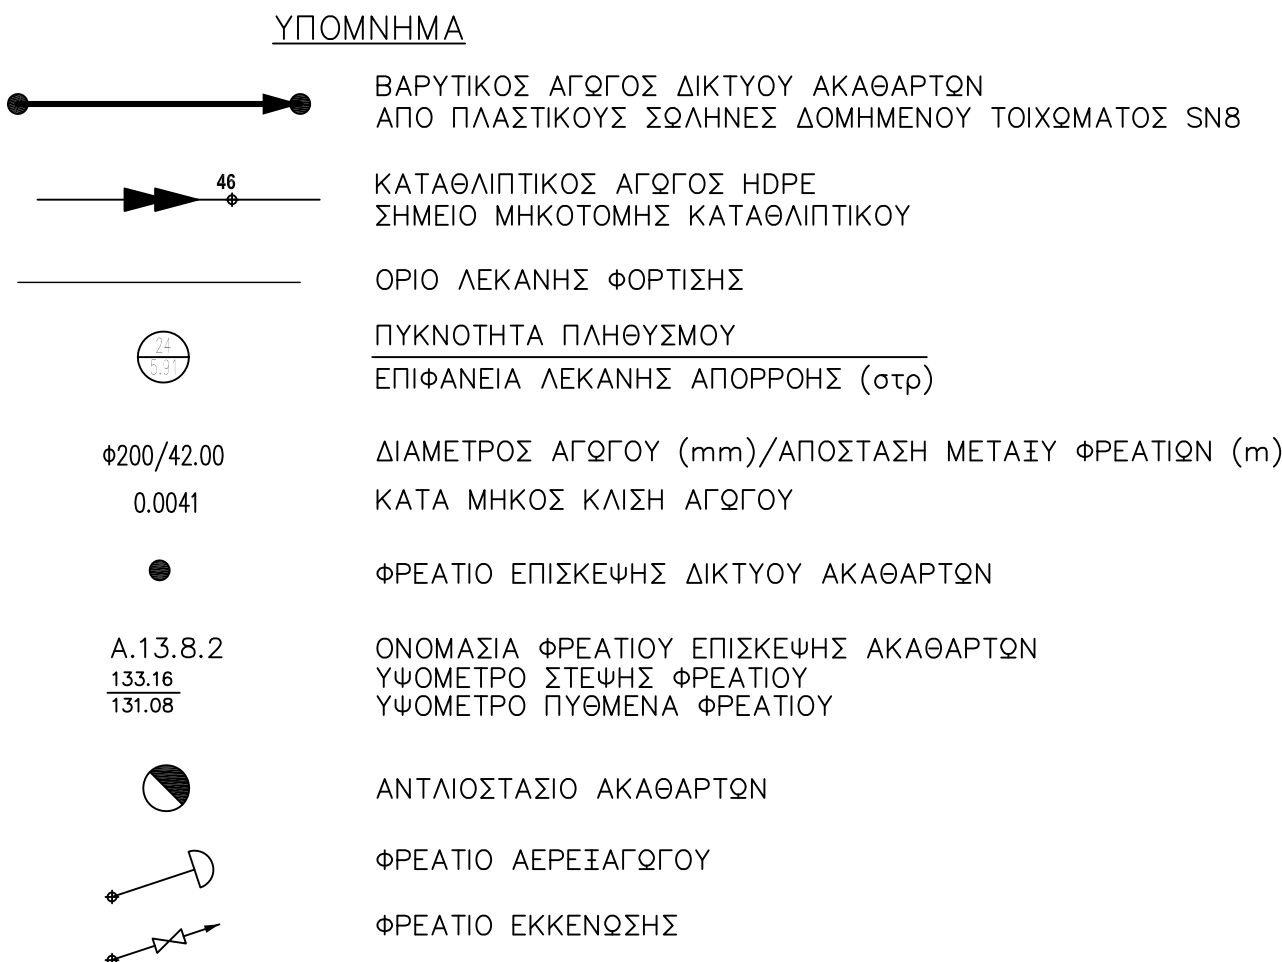 ΥΠΟΜΝΗΜΑ
ΒΑΡΥΤΙΚΟΣ ΑΓΩΓΟΣ ΔΙΚΤΥΟΥ ΑΚΑΘΑΡΤΩΝ
ΑΠΟ ΠΛΑΣΤΙΚΟΥΣ ΣΩΛΗΝΕΣ ΔΟΜΗΜΕΝΟΥ ΤΟΙΧΩΜΑΤΟΣ SN8
46
ΚΑΤΑΘΛΙΠΤΙΚΟΣ ΑΓΩΓΟΣ HDPE
ΣΗΜΕΙΟ ΜΗΚΟΤΟΜΗΣ ΚΑΤΑΘΛΙΠΤΙΚΟΥ
ΟΡΙΟ ΛΕΚΑΝΗΣ ΦΟΡΤΙΣΗΣ
24
5.91
ΠΥΚΝΟΤΗΤΑ ΠΛΗΘΥΣΜΟΥ
ΕΠΙΦΑΝΕΙΑ ΛΕΚΑΝΗΣ ΑΠΟΡΡΟΗΣ (στρ)
Φ200/42.00 ΔΙΑΜΕΤΡΟΣ ΑΓΩΓΟΥ (mm)/ΑΠΟΣΤΑΣΗ ΜΕΤΑΞΥ ΦΡΕΑΤΙΩΝ (m)
0.0041 ΚΑΤΑ ΜΗΚΟΣ ΚΛΙΣΗ ΑΓΩΓΟΥ
ΦΡΕΑΤΙΟ ΕΠΙΣΚΕΨΗΣ ΔΙΚΤΥΟΥ ΑΚΑΘΑΡΤΩΝ
Α.13.8.2 ΟΝΟΜΑΣΙΑ ΦΡΕΑΤΙΟΥ ΕΠΙΣΚΕΨΗΣ ΑΚΑΘΑΡΤΩΝ
133.16 ΥΨΟΜΕΤΡΟ ΣΤΕΨΗΣ ΦΡΕΑΤΙΟΥ
131.08 ΥΨΟΜΕΤΡΟ ΠΥΘΜΕΝΑ ΦΡΕΑΤΙΟΥ
ΑΝΤΛΙΟΣΤΑΣΙΟ ΑΚΑΘΑΡΤΩΝ
ΦΡΕΑΤΙΟ ΑΕΡΕΞΑΓΩΓΟΥ
ΦΡΕΑΤΙΟ ΕΚΚΕΝΩΣΗΣ